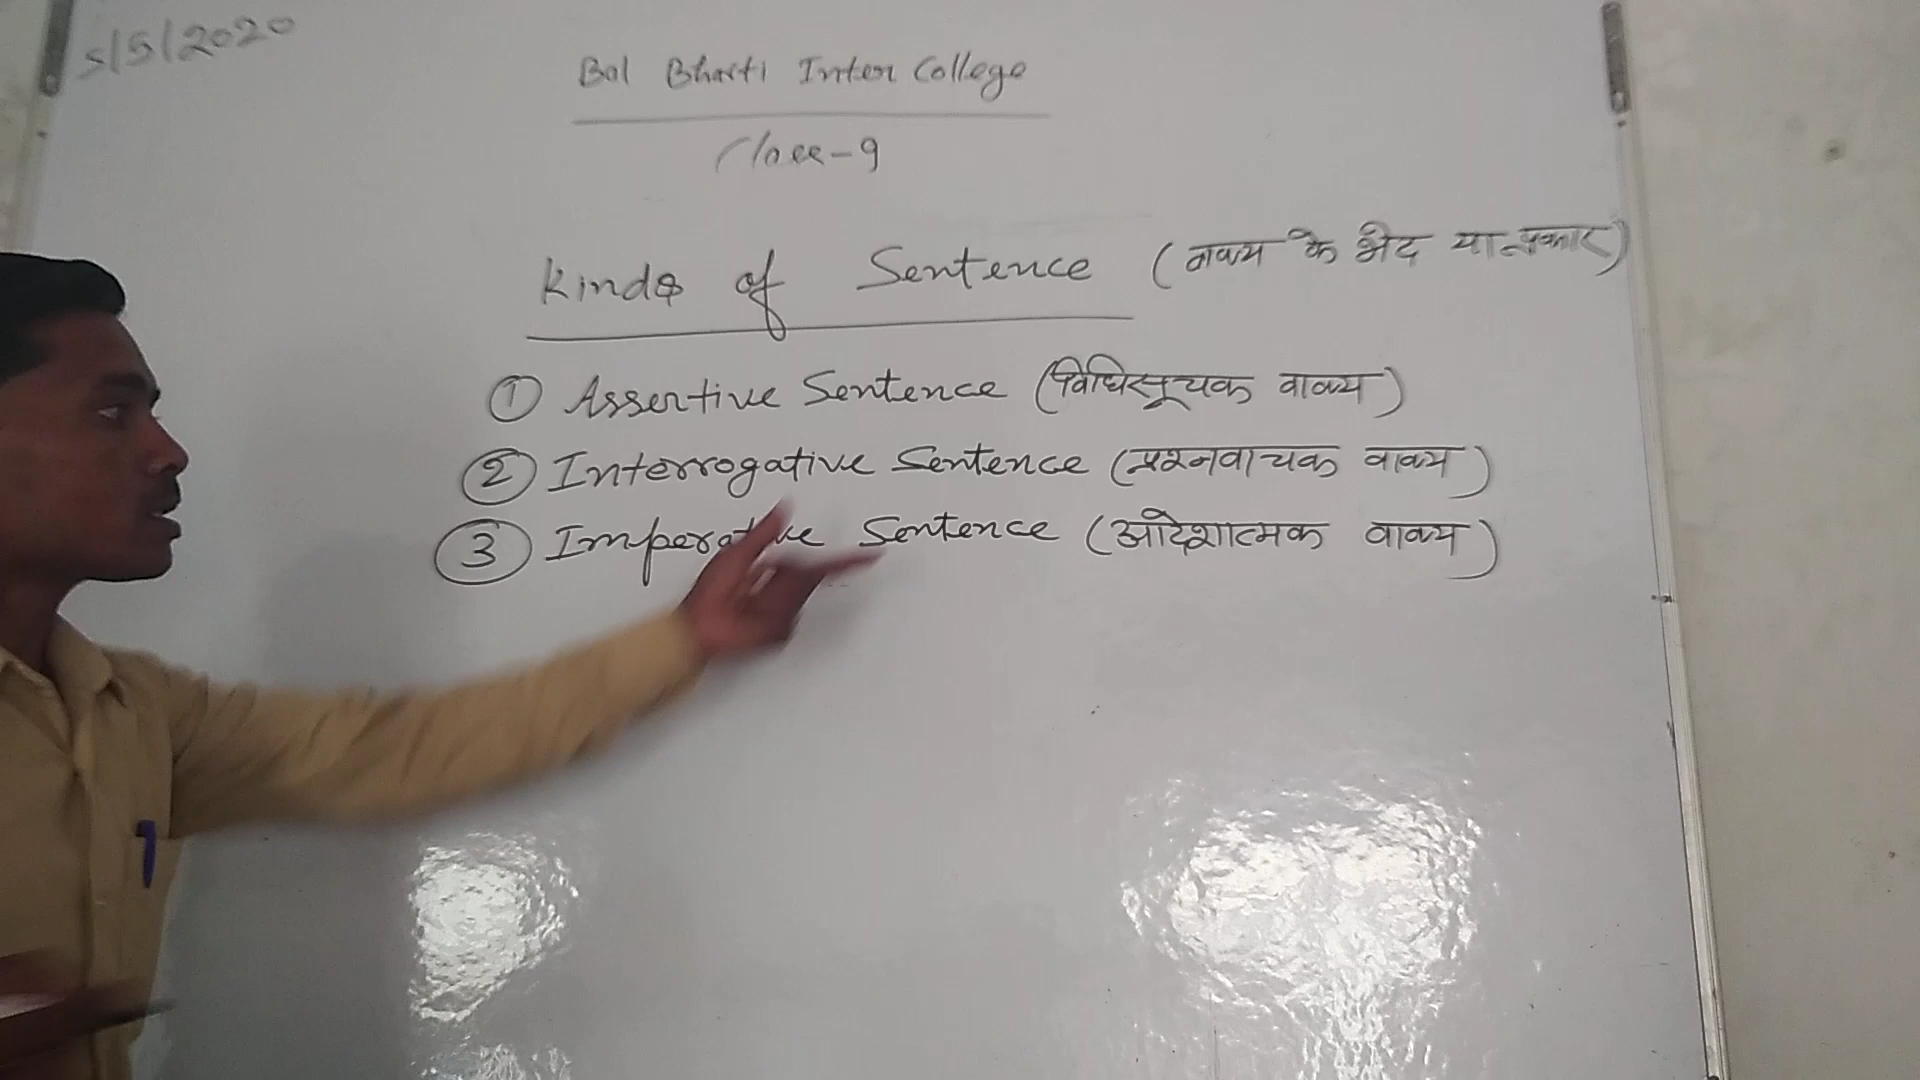 5/5/2020
Bal Bharti Inter College
Class-9
Kinds of Sentence (वाक्य के भेद या प्रकार)
① Assertive Sentence (विधिसूचक वाक्य)
② Interrogative Sentence (प्रश्नवाचक वाक्य)
③ Imperative Sentence (आदेशात्मक वाक्य)